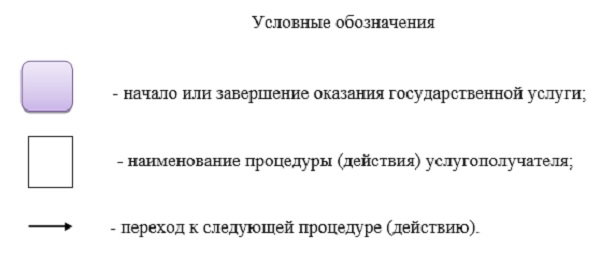 Условные обозначения
- начало или завершение оказания государственной услуги;
- наименование процедуры (действия) услугополучателя;
- переход к следующей процедуре (действию).